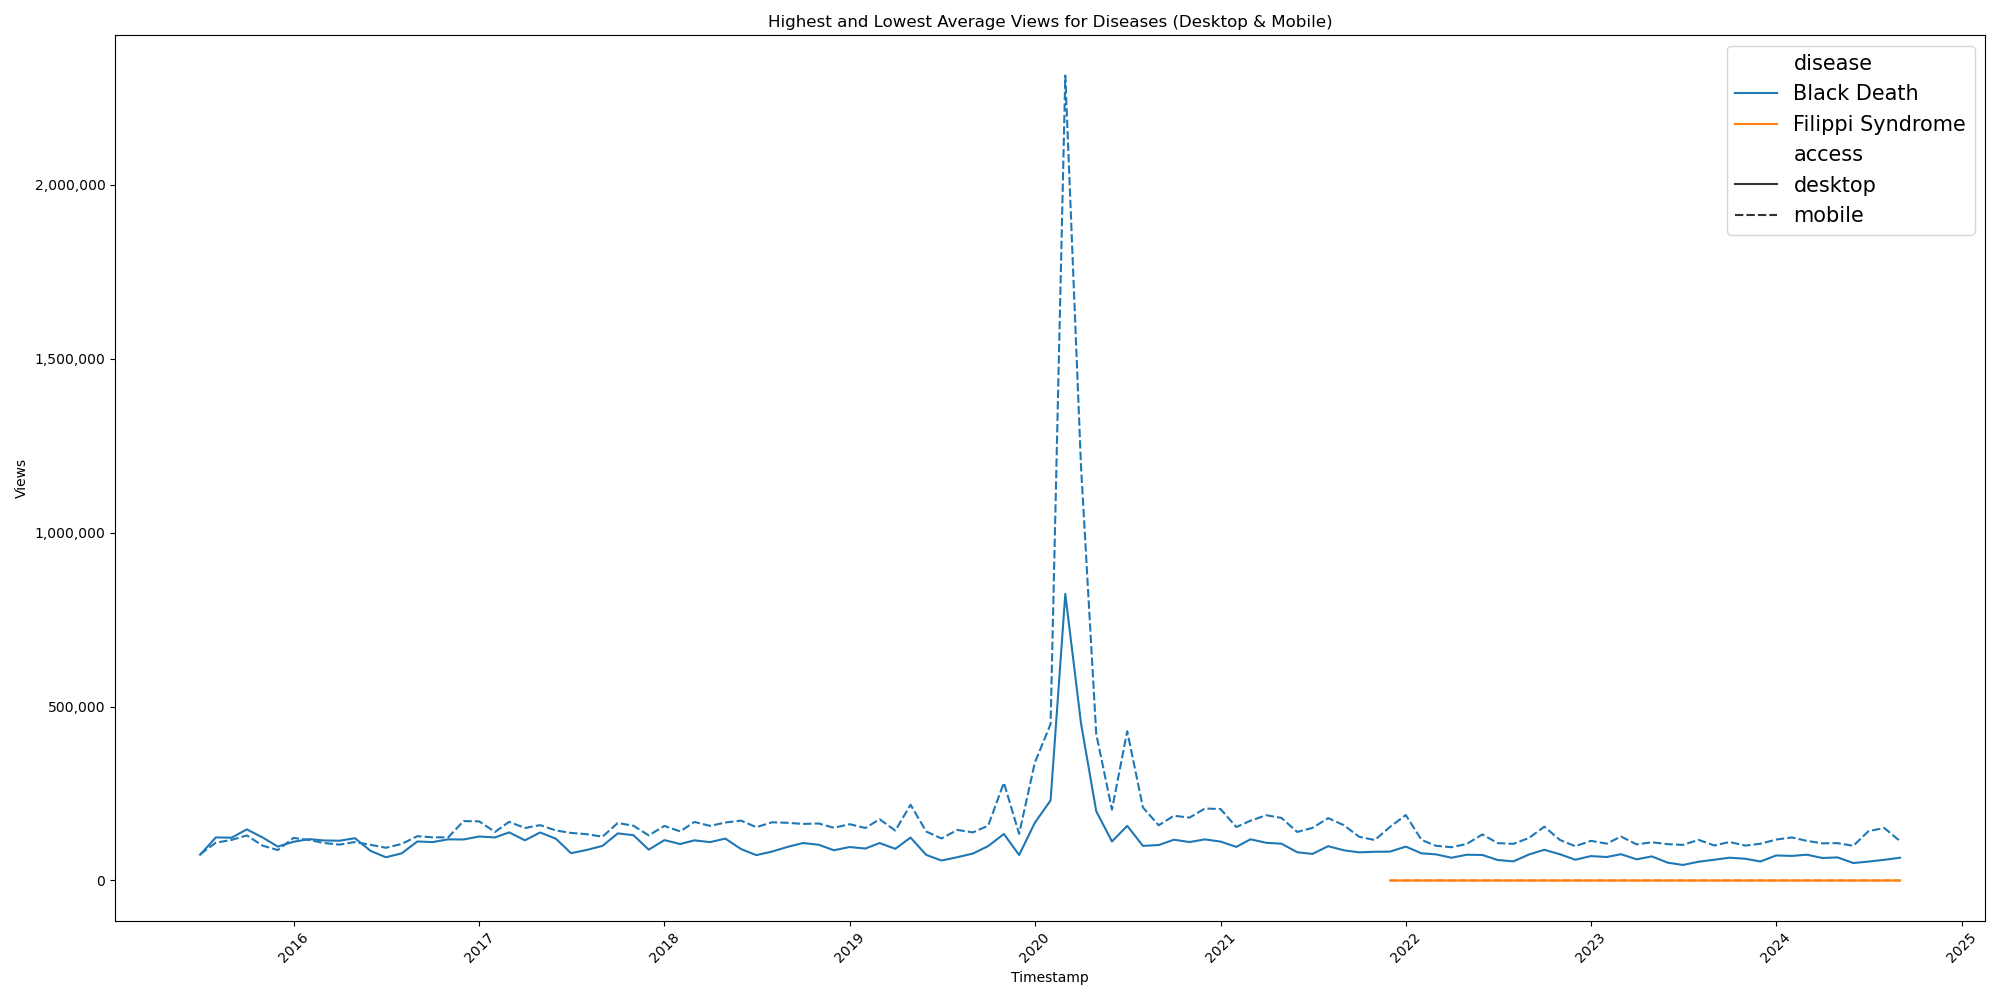 Highest and Lowest Average Views for Diseases (Desktop & Mobile)
disease
Black Death
Filippi Syndrome
access
desktop
mobile
Views
2,000,000
1,500,000
1,000,000
500,000
0
2016
2017
2018
2019
2020
2021
2022
2023
2024
2025
Timestamp